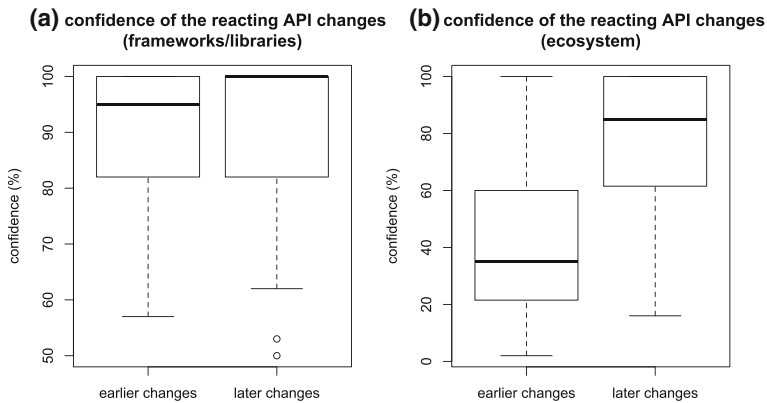 (a) confidence of the reacting API changes
(frameworks/libraries)
confidence (%)
100
90
80
70
60
50
earlier changes
later changes
(b) confidence of the reacting API changes
(ecosystem)
confidence (%)
100
80
60
40
20
0
earlier changes
later changes